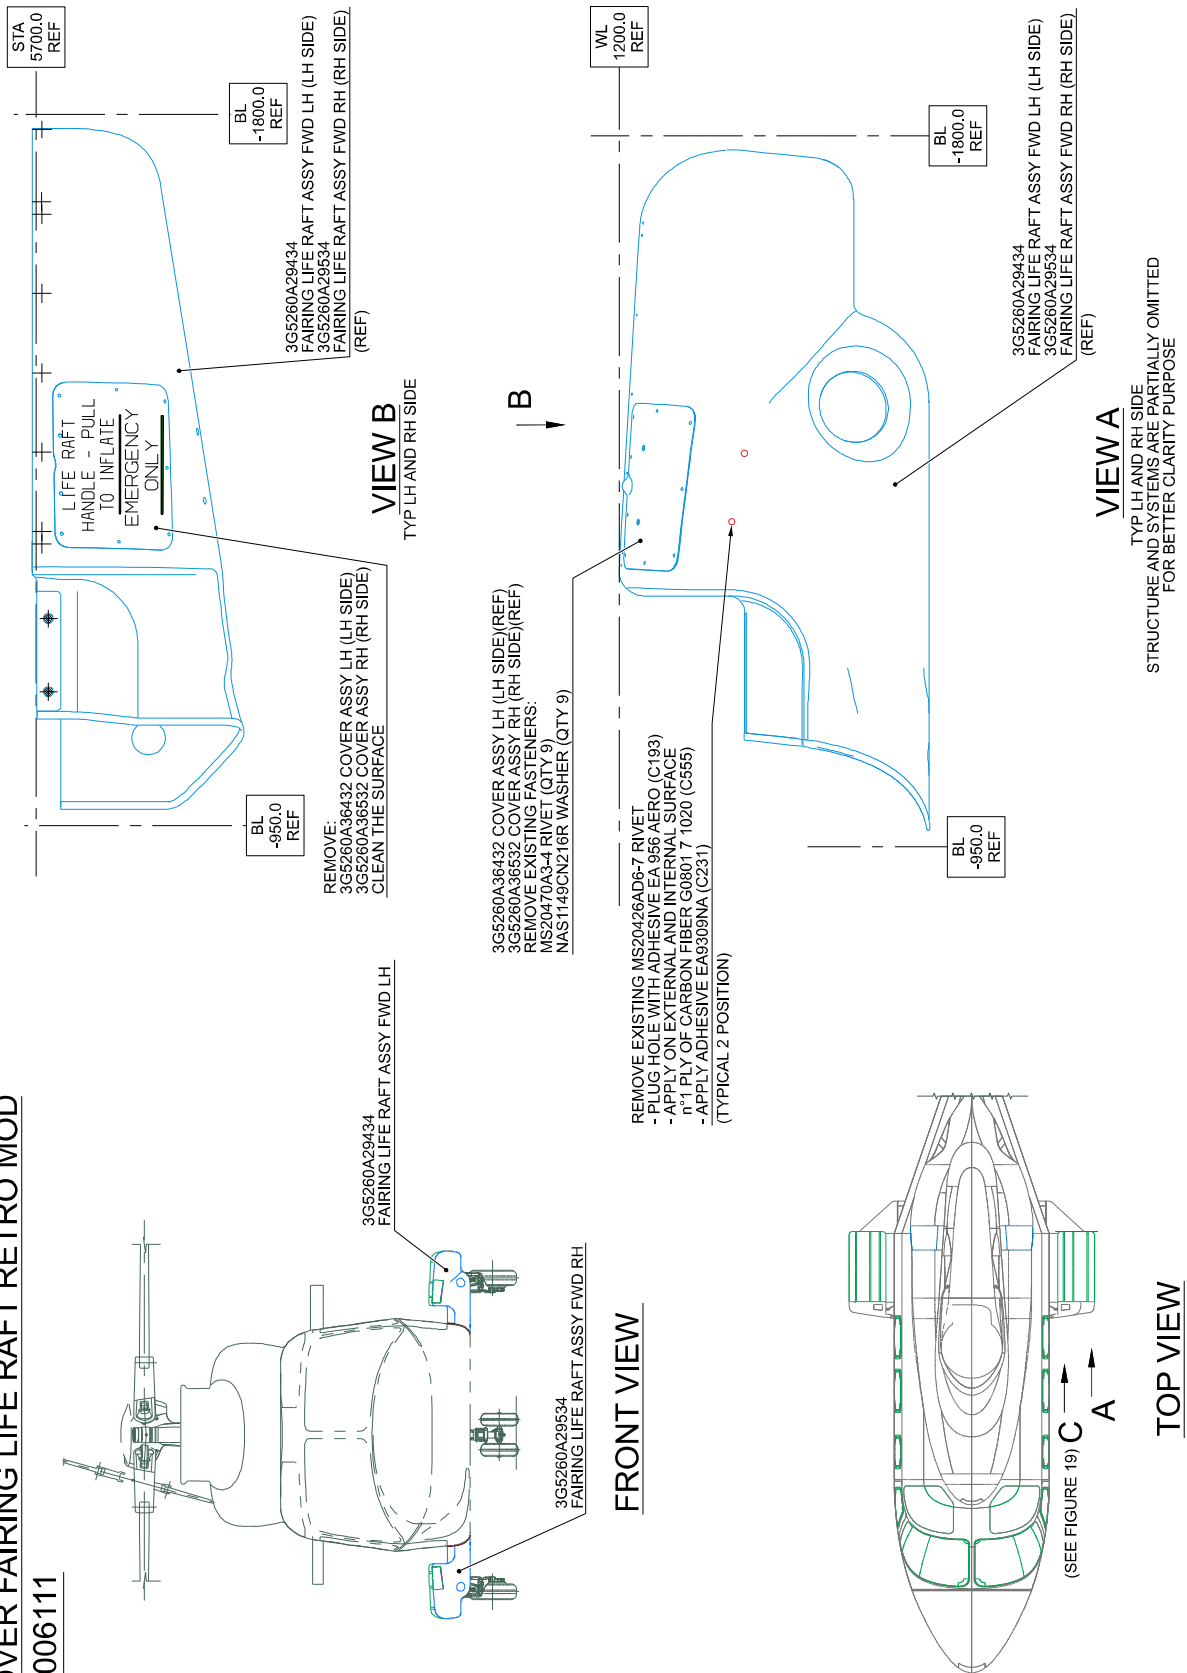 OVER FAIRING LIFE RAFT RETRO MOD
006111
3G5260A29434
FAIRING LIFE RAFT ASSY FWD LH
3G5260A29534
FAIRING LIFE RAFT ASSY FWD RH
FRONT VIEW
(SEE FIGURE 19) C
A
TOP VIEW
STA
5700.0
REF
BL
-1800.0
REF
BL
-950.0
REF
LIFE RAFT
HANDLE - PULL
TO INFLATE
EMERGENCY
ONLY
3G5260A29434
FAIRING LIFE RAFT ASSY FWD LH (LH SIDE)
3G5260A29534
FAIRING LIFE RAFT ASSY FWD RH (RH SIDE)
(REF)
REMOVE:
3G5260A36432 COVER ASSY LH (LH SIDE)
3G5260A36532 COVER ASSY RH (RH SIDE)
CLEAN THE SURFACE
VIEW B
TYP LH AND RH SIDE
B
WL
1200.0
REF
BL
-1800.0
REF
BL
-950.0
REF
3G5260A36432 COVER ASSY LH (LH SIDE)(REF)
3G5260A36532 COVER ASSY RH (RH SIDE)(REF)
REMOVE EXISTING FASTENERS:
MS20470A3-4 RIVET (QTY 9)
NAS1149CN216R WASHER (QTY 9)
REMOVE EXISTING MS20426AD6-7 RIVET
- PLUG HOLE WITH ADHESIVE EA 956 AERO (C193)
- APPLY ON EXTERNAL AND INTERNAL SURFACE
n°1 PLY OF CARBON FIBER G0801 7 1020 (C555)
- APPLY ADHESIVE EA9309NA (C231)
(TYPICAL 2 POSITION)
3G5260A29434
FAIRING LIFE RAFT ASSY FWD LH (LH SIDE)
3G5260A29534
FAIRING LIFE RAFT ASSY FWD RH (RH SIDE)
(REF)
VIEW A
TYP LH AND RH SIDE
STRUCTURE AND SYSTEMS ARE PARTIALLY OMITTED
FOR BETTER CLARITY PURPOSE